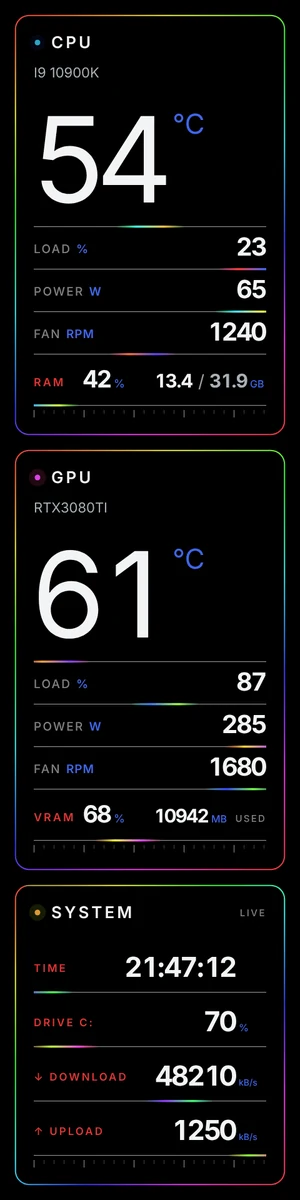 CPU
I9 10900K
54 °C
LOAD % 23
POWER W 65
FAN RPM 1240
RAM 42 % 13.4 / 31.9 GB
GPU
RTX3080TI
61 °C
LOAD % 87
POWER W 285
FAN RPM 1680
VRAM 68 % 10942 MB USED
SYSTEM LIVE
TIME 21:47:12
DRIVE C: 70 %
↓ DOWNLOAD 48210 kB/s
↑ UPLOAD 1250 kB/s